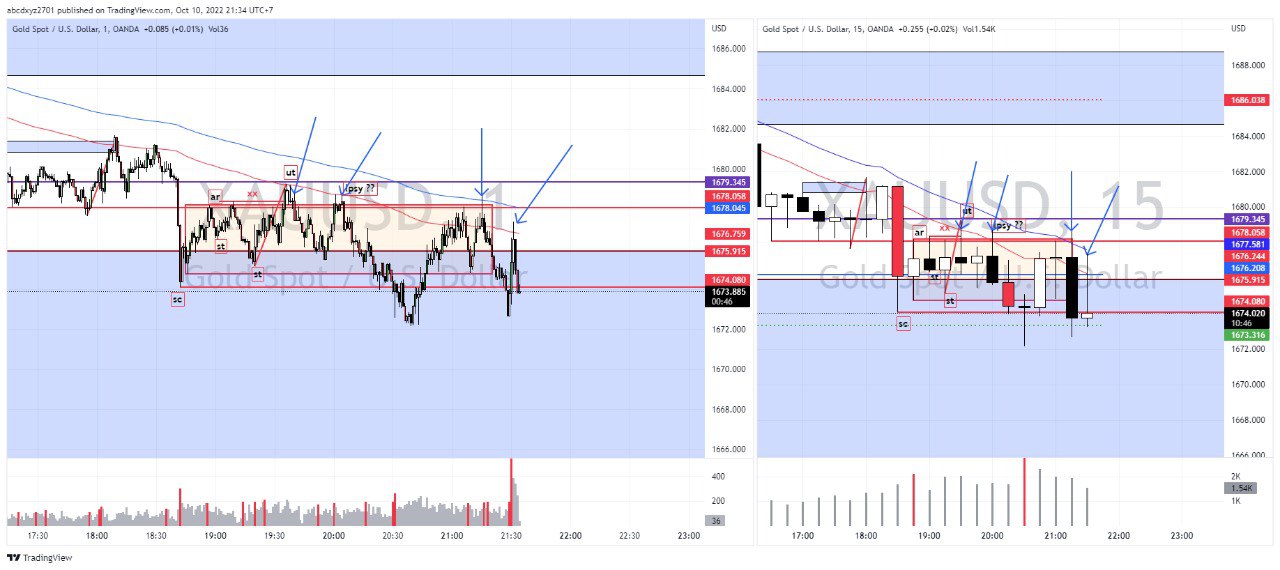 abcdxyz2701 published on TradingView.com, Oct 10, 2022 21:34 UTC+7
Gold Spot / U.S. Dollar, 1, OANDA +0.085 (+0.01%) Vol36
USD
1686.000
1684.000
1682.000
1680.000
1679.345
1678.058
1678.045
1676.759
1675.915
1674.080
1673.885
00:46
1672.000
1670.000
1668.000
1666.000
400
200
36
XAUUSD, 1
Gold Spot / U.S. Dollar
ut
psy ??
ar
xx
st
st
sc
17:30
18:00
18:30
19:00
19:30
20:00
20:30
21:00
21:30
22:00
22:30
23:00
Gold Spot / U.S. Dollar, 15, OANDA +0.255 (+0.02%) Vol1.54K
USD
1688.000
1686.038
1684.000
1682.000
1680.000
1679.345
1678.058
1677.581
1676.244
1676.208
1675.915
1674.080
1674.020
10:46
1673.316
1672.000
1670.000
1668.000
1666.000
2K
1.54K
1K
XAUUSD, 15
Gold Spot / U.S. Dollar
ut
psy ??
ar
xx
st
st
sc
17:00
18:00
19:00
20:00
21:00
22:00
23:00
TradingView